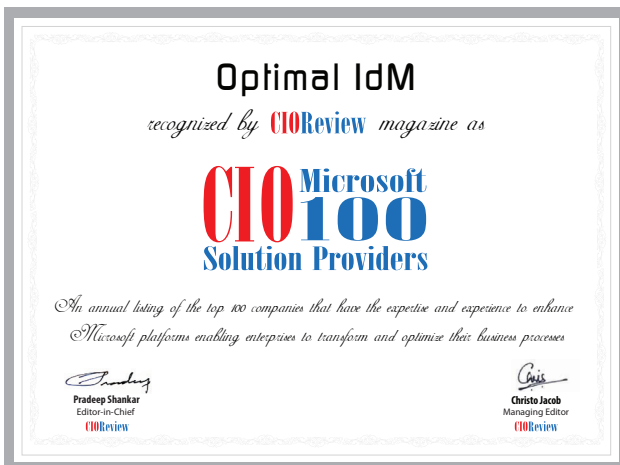 Optimal IdM
recognized by CIOReview magazine as
CIO Microsoft
100
Solution Providers
An annual listing of the top 100 companies that have the expertise and experience to enhance
Microsoft platforms enabling enterprises to transform and optimize their business processes
Pradeep Shankar
Editor-in-Chief
CIOReview
Christo Jacob
Managing Editor
CIOReview